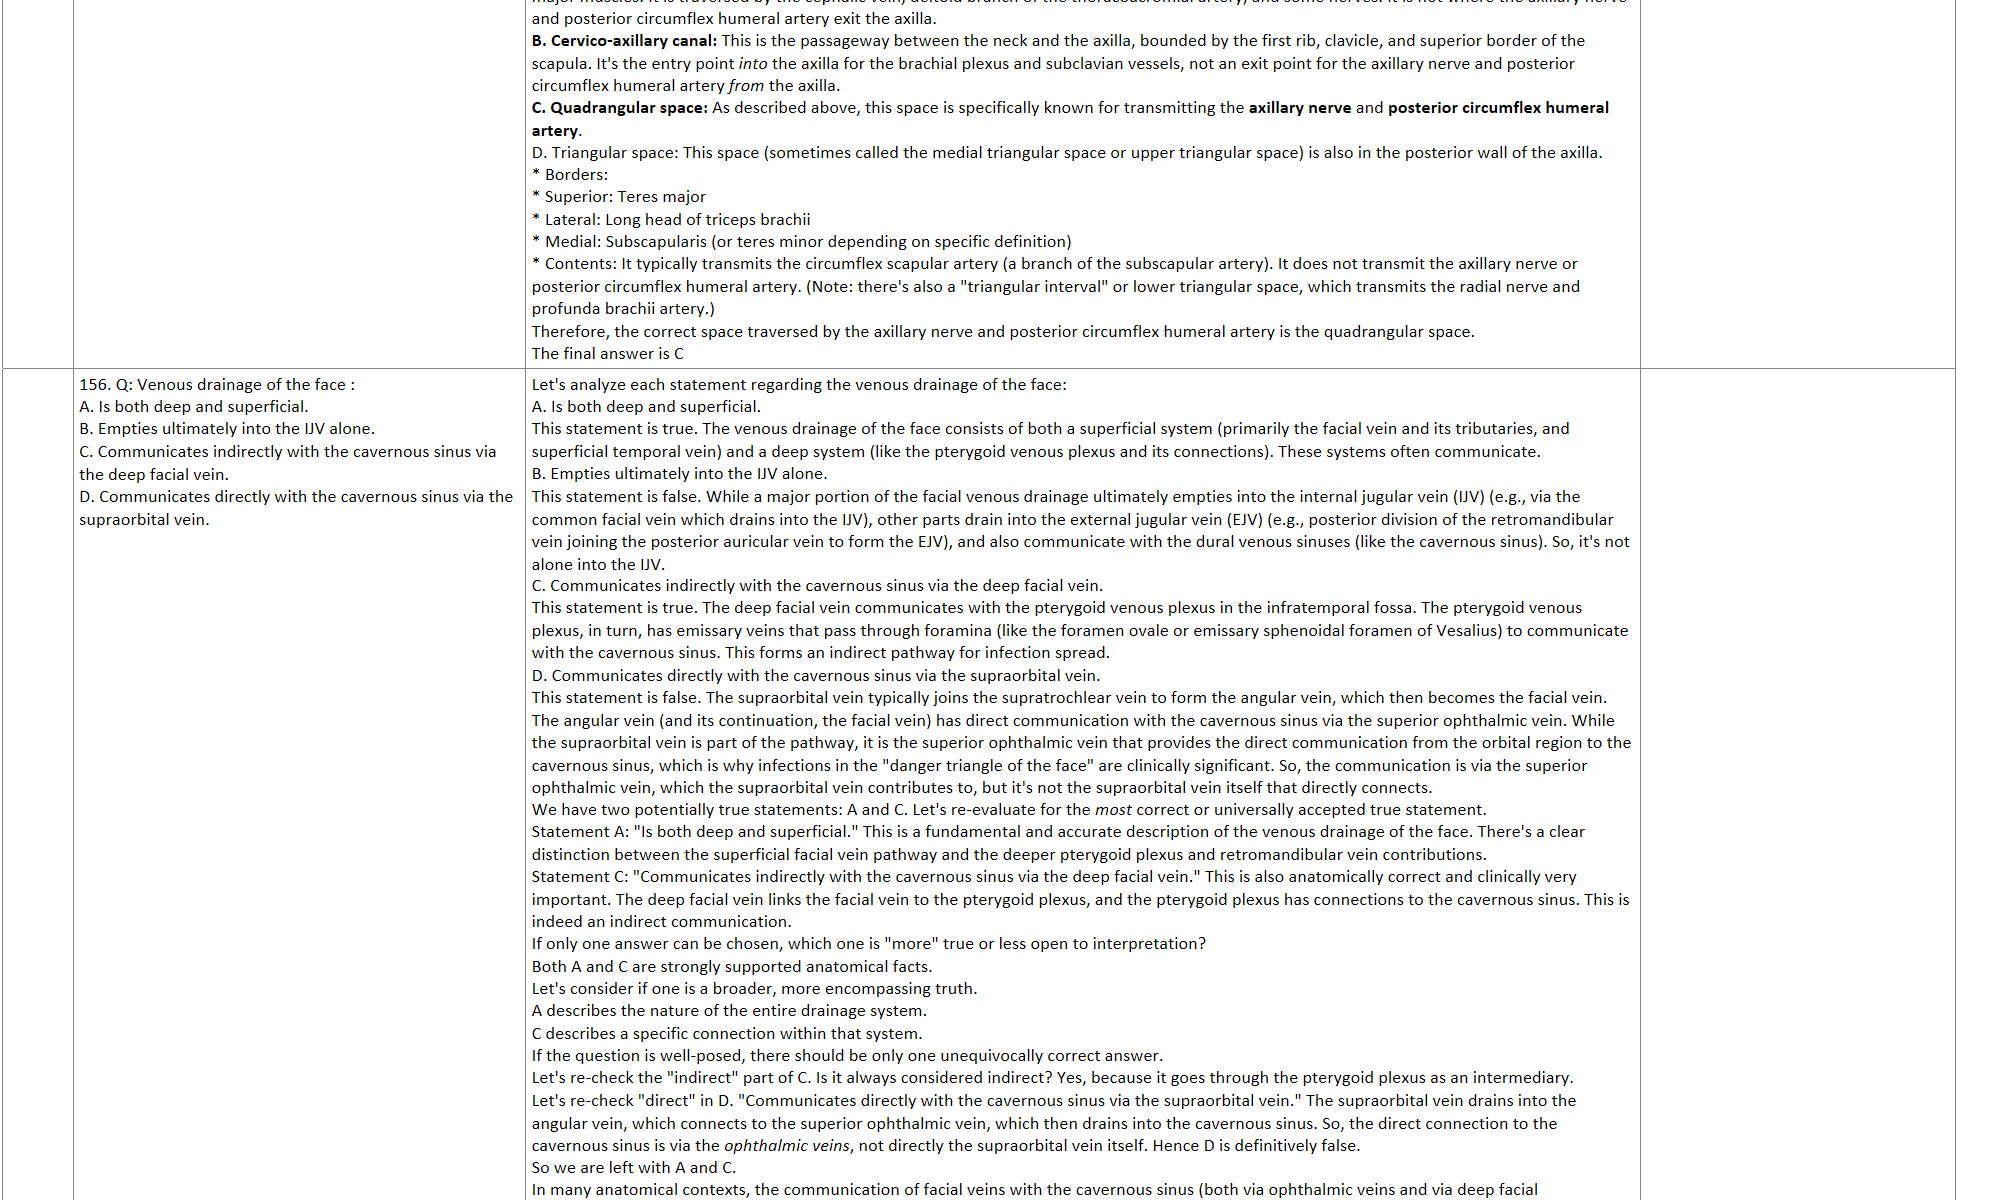 and posterior circumflex humeral artery exit the axilla.
B. Cervico-axillary canal: This is the passageway between the neck and the axilla, bounded by the first rib, clavicle, and superior border of the
scapula. It's the entry point into the axilla for the brachial plexus and subclavian vessels, not an exit point for the axillary nerve and posterior
circumflex humeral artery from the axilla.
C. Quadrangular space: As described above, this space is specifically known for transmitting the axillary nerve and posterior circumflex humeral
artery.
D. Triangular space: This space (sometimes called the medial triangular space or upper triangular space) is also in the posterior wall of the axilla.
* Borders:
* Superior: Teres major
* Lateral: Long head of triceps brachii
* Medial: Subscapularis (or teres minor depending on specific definition)
* Contents: It typically transmits the circumflex scapular artery (a branch of the subscapular artery). It does not transmit the axillary nerve or
posterior circumflex humeral artery. (Note: there's also a "triangular interval" or lower triangular space, which transmits the radial nerve and
profunda brachii artery.)
Therefore, the correct space traversed by the axillary nerve and posterior circumflex humeral artery is the quadrangular space.
The final answer is C
156. Q: Venous drainage of the face :
A. Is both deep and superficial.
B. Empties ultimately into the IJV alone.
C. Communicates indirectly with the cavernous sinus via
the deep facial vein.
D. Communicates directly with the cavernous sinus via the
supraorbital vein.
Let's analyze each statement regarding the venous drainage of the face:
A. Is both deep and superficial.
This statement is true. The venous drainage of the face consists of both a superficial system (primarily the facial vein and its tributaries, and
superficial temporal vein) and a deep system (like the pterygoid venous plexus and its connections). These systems often communicate.
B. Empties ultimately into the IJV alone.
This statement is false. While a major portion of the facial venous drainage ultimately empties into the internal jugular vein (IJV) (e.g., via the
common facial vein which drains into the IJV), other parts drain into the external jugular vein (EJV) (e.g., posterior division of the retromandibular
vein joining the posterior auricular vein to form the EJV), and also communicate with the dural venous sinuses (like the cavernous sinus). So, it's not
alone into the IJV.
C. Communicates indirectly with the cavernous sinus via the deep facial vein.
This statement is true. The deep facial vein communicates with the pterygoid venous plexus in the infratemporal fossa. The pterygoid venous
plexus, in turn, has emissary veins that pass through foramina (like the foramen ovale or emissary sphenoidal foramen of Vesalius) to communicate
with the cavernous sinus. This forms an indirect pathway for infection spread.
D. Communicates directly with the cavernous sinus via the supraorbital vein.
This statement is false. The supraorbital vein typically joins the supratrochlear vein to form the angular vein, which then becomes the facial vein.
The angular vein (and its continuation, the facial vein) has direct communication with the cavernous sinus via the superior ophthalmic vein. While
the supraorbital vein is part of the pathway, it is the superior ophthalmic vein that provides the direct communication from the orbital region to the
cavernous sinus, which is why infections in the "danger triangle of the face" are clinically significant. So, the communication is via the superior
ophthalmic vein, which the supraorbital vein contributes to, but it's not the supraorbital vein itself that directly connects.
We have two potentially true statements: A and C. Let's re-evaluate for the most correct or universally accepted true statement.
Statement A: "Is both deep and superficial." This is a fundamental and accurate description of the venous drainage of the face. There's a clear
distinction between the superficial facial vein pathway and the deeper pterygoid plexus and retromandibular vein contributions.
Statement C: "Communicates indirectly with the cavernous sinus via the deep facial vein." This is also anatomically correct and clinically very
important. The deep facial vein links the facial vein to the pterygoid plexus, and the pterygoid plexus has connections to the cavernous sinus. This is
indeed an indirect communication.
If only one answer can be chosen, which one is "more" true or less open to interpretation?
Both A and C are strongly supported anatomical facts.
Let's consider if one is a broader, more encompassing truth.
A describes the nature of the entire drainage system.
C describes a specific connection within that system.
If the question is well-posed, there should be only one unequivocally correct answer.
Let's re-check the "indirect" part of C. Is it always considered indirect? Yes, because it goes through the pterygoid plexus as an intermediary.
Let's re-check "direct" in D. "Communicates directly with the cavernous sinus via the supraorbital vein." The supraorbital vein drains into the
angular vein, which connects to the superior ophthalmic vein, which then drains into the cavernous sinus. So, the direct connection to the
cavernous sinus is via the ophthalmic veins, not directly the supraorbital vein itself. Hence D is definitively false.
So we are left with A and C.
In many anatomical contexts, the communication of facial veins with the cavernous sinus (both via ophthalmic veins and via deep facial